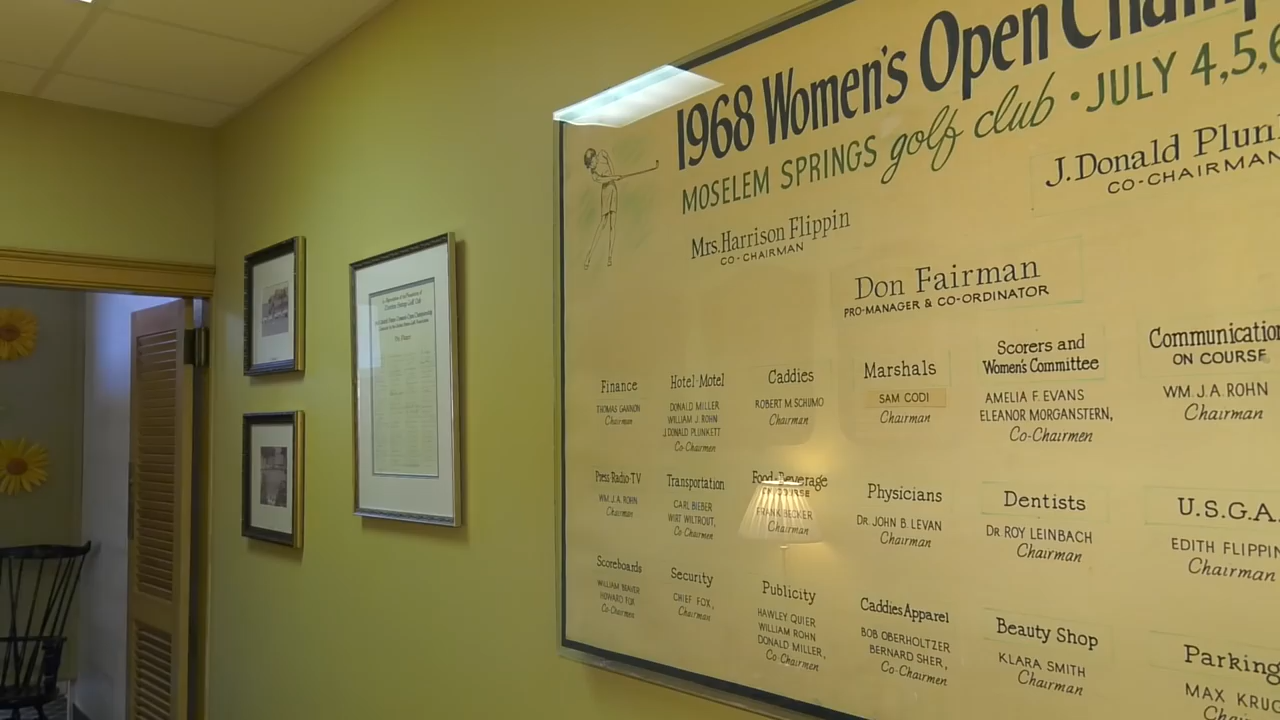 1968 Women's Open
MOSELEM SPRINGS golf club • JULY 4,5,6
Mrs. Harrison Flippin
CO-CHAIRMAN
J. Donald
CO-CHAIRMAN
Don Fairman
PRO-MANAGER & CO-ORDINATOR
Finance
THOMAS GANNON
Chairman
Hotel-Motel
DONALD MILLER
WILLIAM J. ROHN
J. DONALD PLUNKETT
Co-Chairmen
Caddies
ROBERT M. SCHUMO
Chairman
Marshals
SAM CODI
Chairman
Scorers and
Women's Committee
AMELIA F. EVANS
ELEANOR MORGANSTERN,
Co-Chairmen
Communication
ON COURSE
WM. J.A. ROHN
Chairman
Press-Radio-TV
WM. J.A. ROHN
Chairman
Transportation
CARL BIEBER
WIRT WILTROUT,
Co-Chairmen
Food-Beverage
ON COURSE
FRANK BECKER
Chairman
Physicians
DR. JOHN B. LEVAN
Chairman
Dentists
DR ROY LEINBACH
Chairman
U.S.G.A.
EDITH FLIPPIN
Chairman
Scoreboards
WILLIAM BEAVER
HOWARD FOX
Co-Chairmen
Security
CHIEF FOX,
Chairman
Publicity
HAWLEY QUIER
WILLIAM ROHN
DONALD MILLER,
Co-Chairmen
Caddies Apparel
BOB OBERHOLTZER
BERNARD SHER,
Co-Chairmen
Beauty Shop
KLARA SMITH
Chairman
Parking
MAX